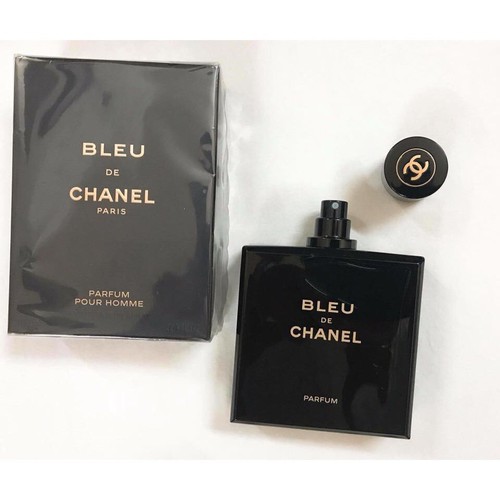 BLEU
DE
CHANEL
PARIS
PARFUM
POUR HOMME
BLEU
DE
CHANEL
PARFUM